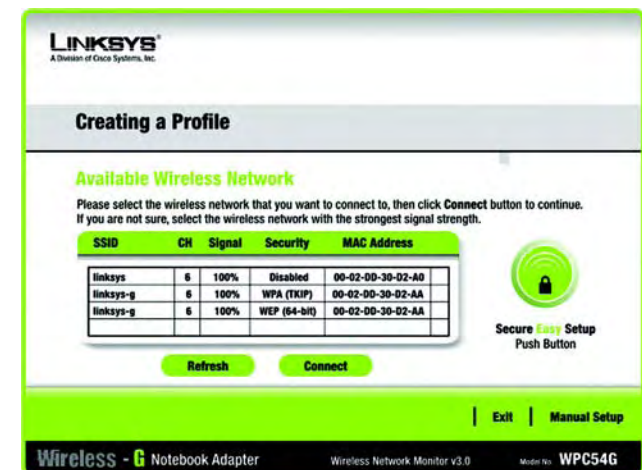 LINKSYS®
A Division of Cisco Systems, Inc.
Creating a Profile
Available Wireless Network
Please select the wireless network that you want to connect to, then click Connect button to continue.
If you are not sure, select the wireless network with the strongest signal strength.
SSID CH Signal Security MAC Address
linksys 6 100% Disabled 00-02-DD-30-D2-A0
linksys-g 6 100% WPA (TKIP) 00-02-DD-30-D2-AA
linksys-g 6 100% WEP (64-bit) 00-02-DD-30-D2-AA
Secure Easy Setup
Push Button
Refresh Connect
Exit Manual Setup
Wireless - G Notebook Adapter Wireless Network Monitor v3.0 Model No. WPC54G